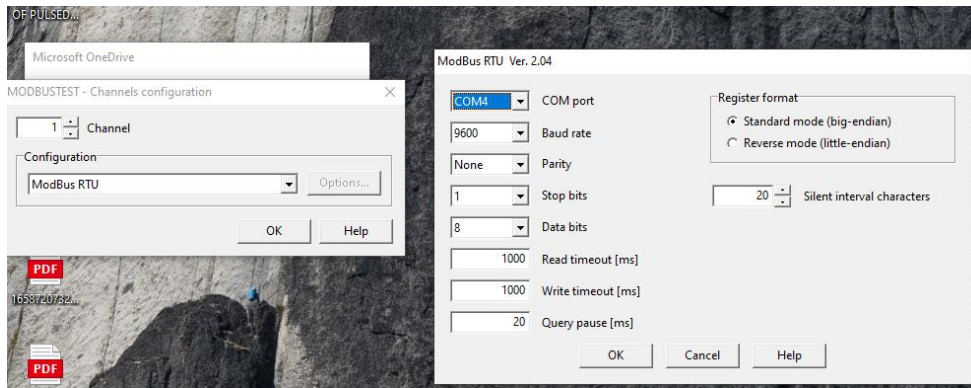 OF PULSED...
Microsoft OneDrive
MODBUSTEST - Channels configuration
1 Channel
Configuration
ModBus RTU Options...
OK Help
PDF
1658720732...
PDF
ModBus RTU Ver. 2.04
COM4 COM port
9600 Baud rate
None Parity
1 Stop bits
8 Data bits
1000 Read timeout [ms]
1000 Write timeout [ms]
20 Query pause [ms]
Register format
Standard mode (big-endian)
Reverse mode (little-endian)
20 Silent interval characters
OK Cancel Help